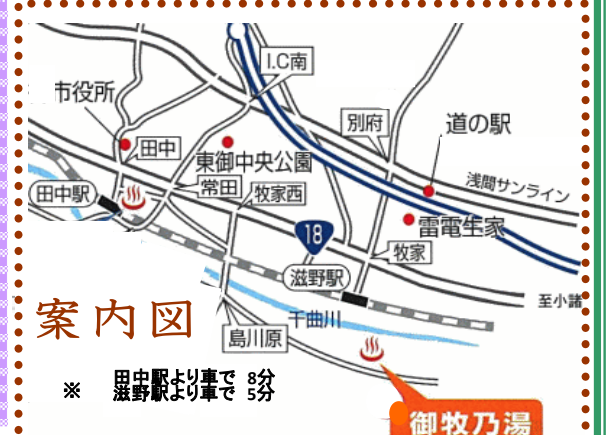 I.C南
市役所
別府
道の駅
田中
東御中央公園
浅間サンライン
常田
田中駅
牧家西
雷電生家
18
牧家
滋野駅
至小諸
案内図
千曲川
島川原
田中駅より車で 8分
※
滋野駅より車で 5分
御牧乃湯